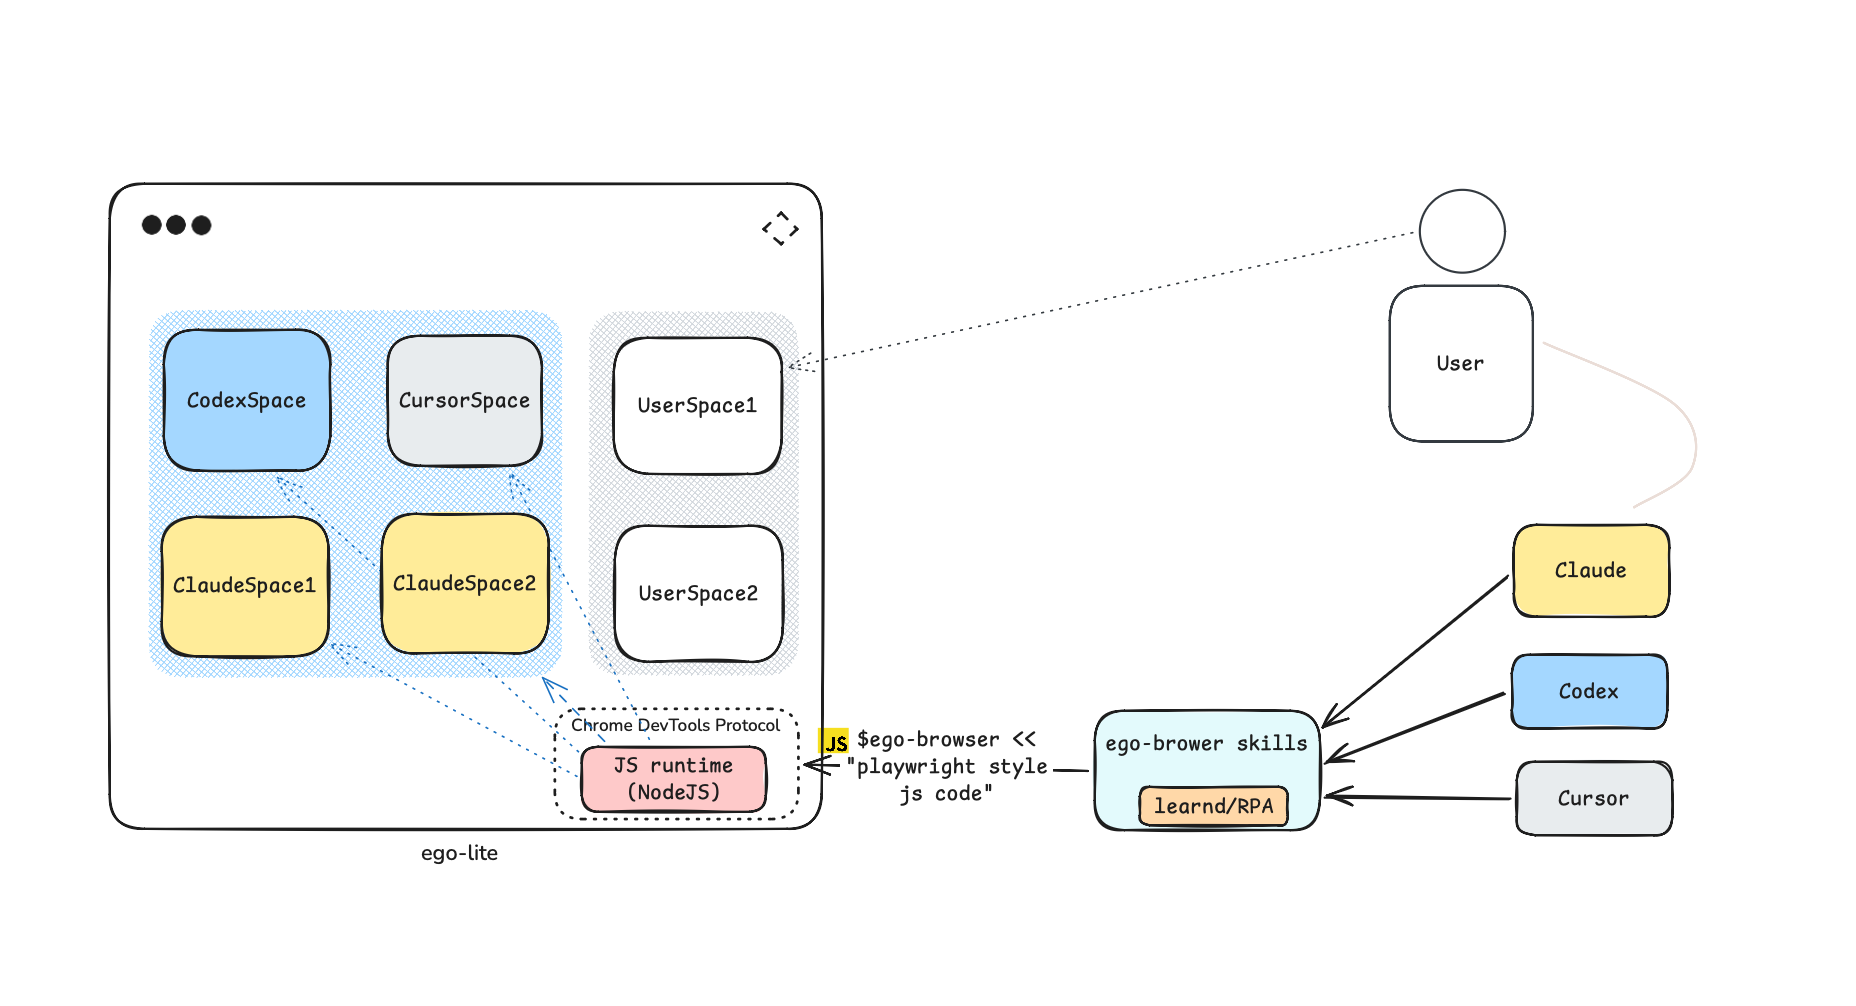 CodexSpace
CursorSpace
UserSpace1
User
ClaudeSpace1
ClaudeSpace2
UserSpace2
Claude
Codex
Chrome DevTools Protocol
JS runtime
(NodeJS)
JS
$ego-browser <<
"playwright style
js code"
ego-brower skills
learnd/RPA
Cursor
ego-lite